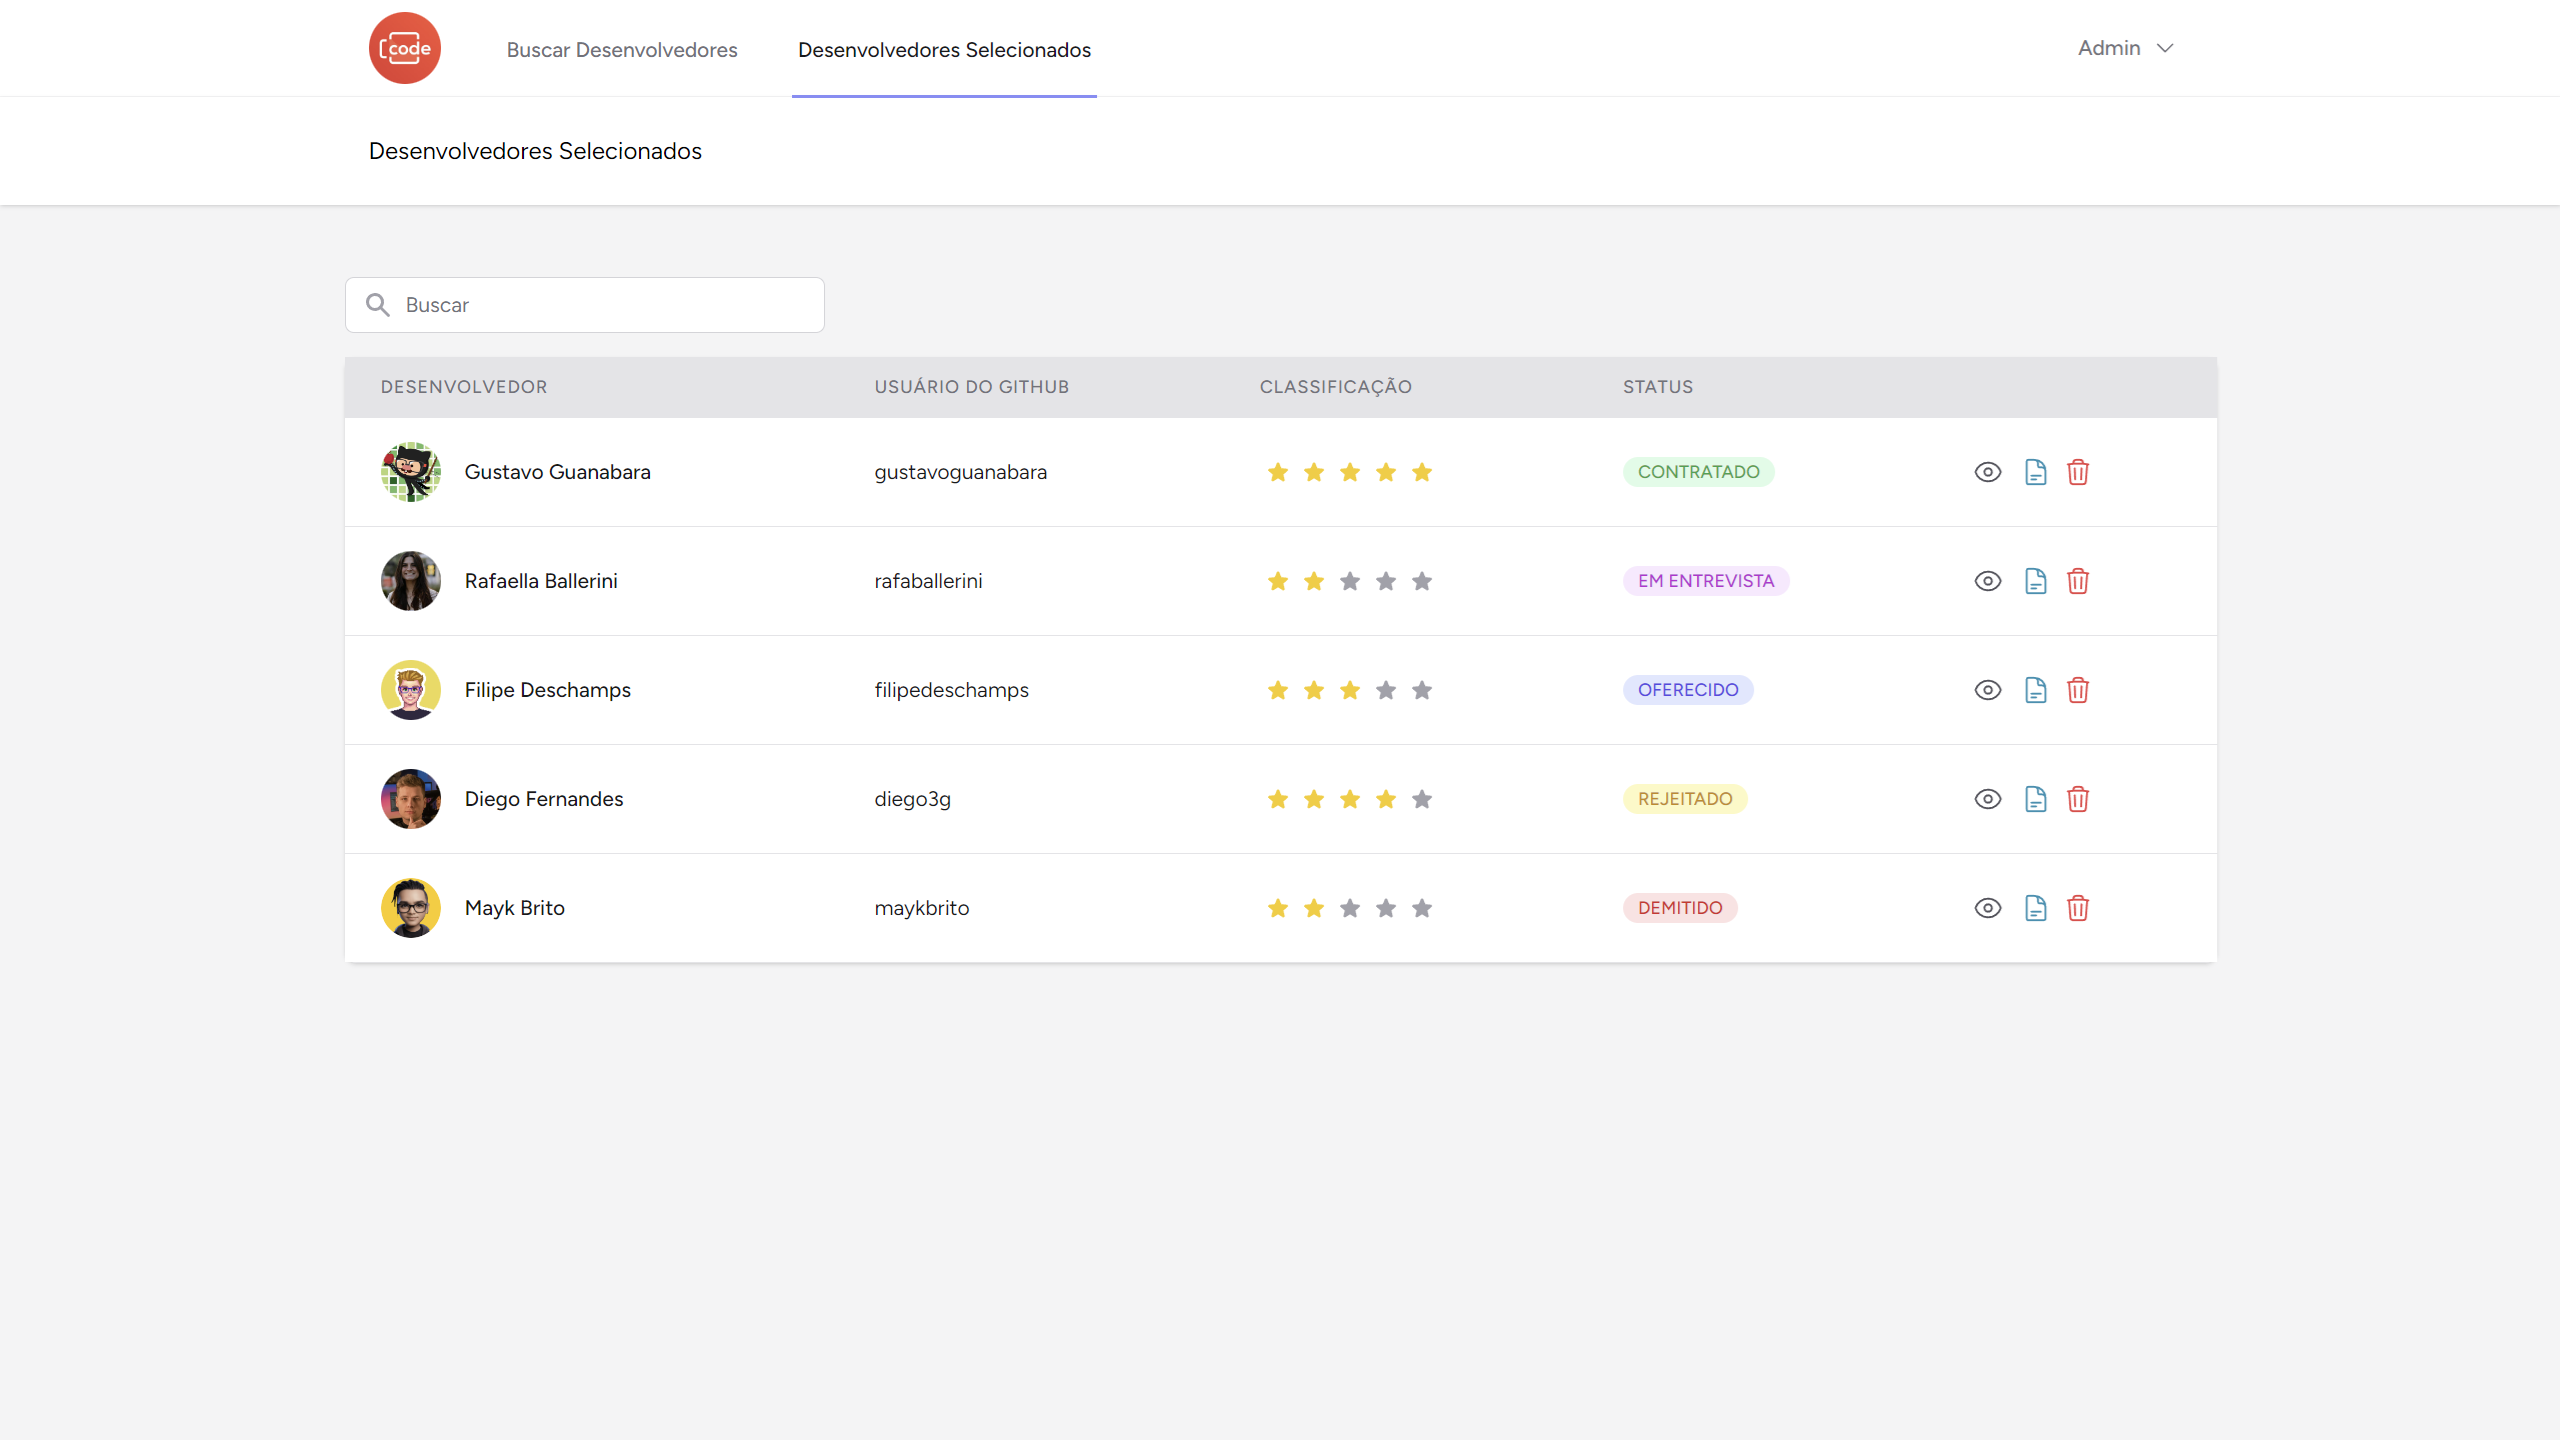 code
Buscar Desenvolvedores
Desenvolvedores Selecionados
Admin
Desenvolvedores Selecionados
Buscar
DESENVOLVEDOR USUÁRIO DO GITHUB CLASSIFICAÇÃO STATUS
Gustavo Guanabara gustavoguanabara CONTRATADO
Rafaella Ballerini rafaballerini EM ENTREVISTA
Filipe Deschamps filipedeschamps OFERECIDO
Diego Fernandes diego3g REJEITADO
Mayk Brito maykbrito DEMITIDO